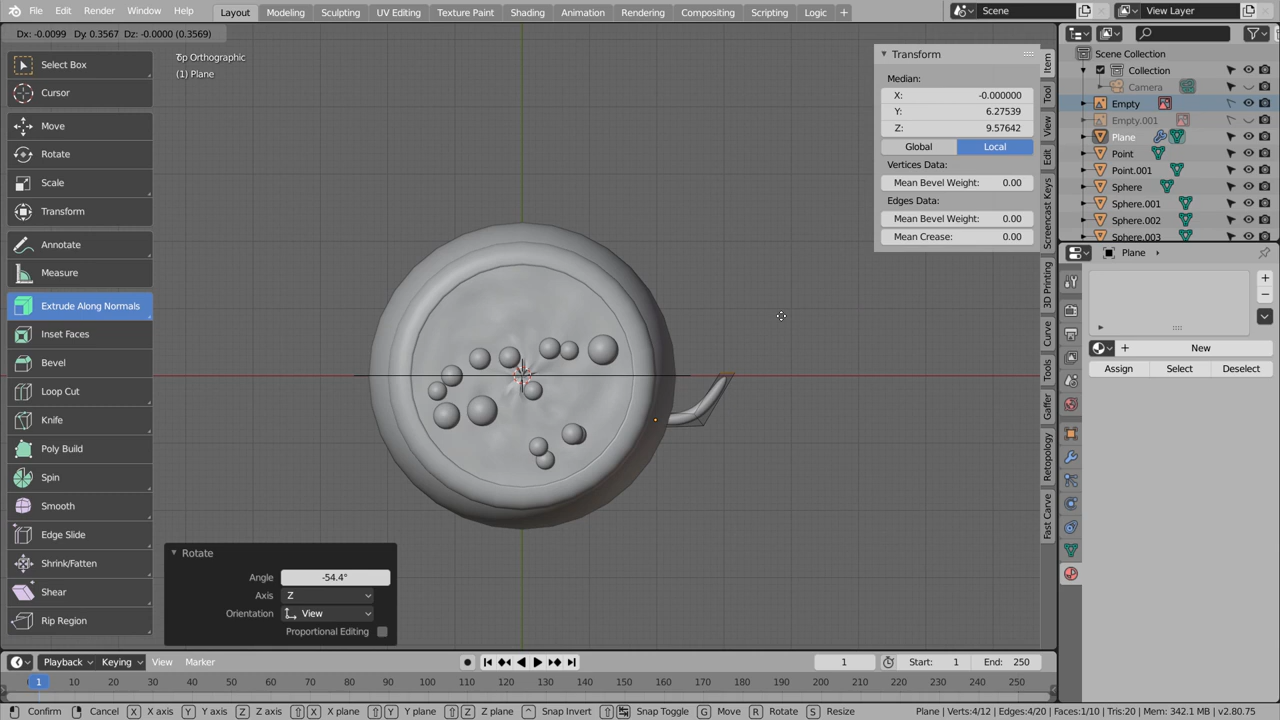 File Edit Render Window Help
Layout Modeling Sculpting UV Editing Texture Paint Shading Animation Rendering Compositing Scripting Logic +
Scene
View Layer
Dx: -0.0099 Dy: 0.3567 Dz: -0.0000 (0.3569)
Orthographic
(1) Plane
Select Box
Cursor
Move
Rotate
Scale
Transform
Annotate
Measure
Extrude Along Normals
Inset Faces
Bevel
Loop Cut
Knife
Poly Build
Spin
Smooth
Edge Slide
Shrink/Fatten
Shear
Rip Region
Rotate
Angle -54.4°
Axis Z
Orientation View
Proportional Editing
Transform
Median:
X: -0.000000
Y: 6.27539
Z: 9.57642
Global Local
Vertices Data:
Mean Bevel Weight: 0.00
Edges Data:
Mean Bevel Weight: 0.00
Mean Crease: 0.00
Item
Tool
View
Edit
Screencast Keys
3D Printing
Curve
Tools
Gaffer
Retopology
Fast Carve
Scene Collection
Collection
Camera
Empty
Empty.001
Plane
Point
Point.001
Sphere
Sphere.001
Sphere.002
Sphere.003
Plane
New
Assign Select Deselect
Playback Keying View Marker
1 Start: 1 End: 250
1 10 20 30 40 50 60 70 80 90 100 110 120 130 140 150 160 170 180 190 200 210 220 230 240 250
Confirm Cancel X X axis Y Y axis Z Z axis X X plane Y Y plane Z Z plane Snap Invert Snap Toggle G Move R Rotate S Resize
Plane | Verts:4/12 | Edges:4/20 | Faces:1/10 | Tris:20 | Mem: 342.1 MB | v2.80.75